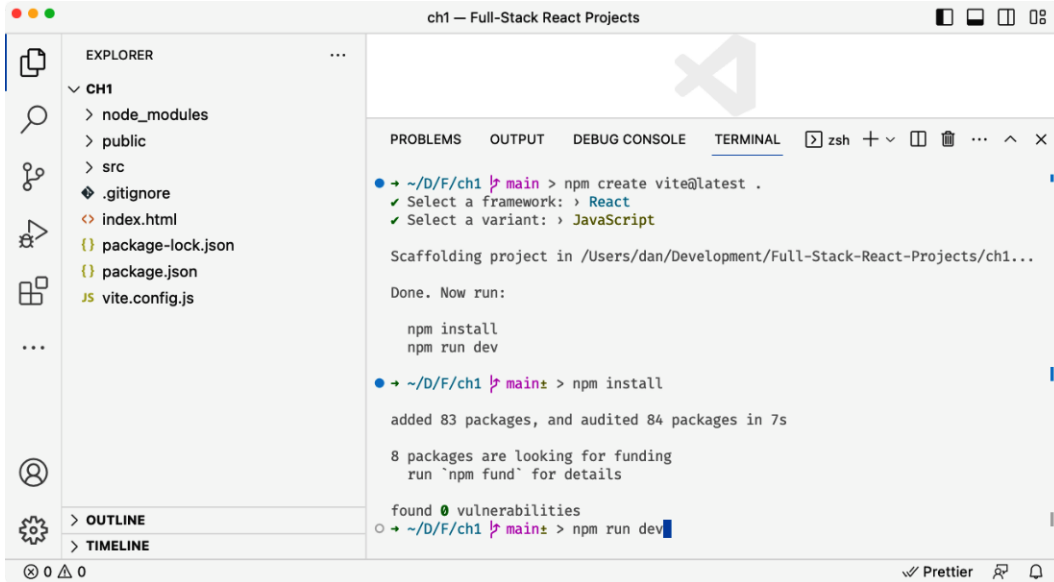 ch1 — Full-Stack React Projects
EXPLORER
CH1
node_modules
public
src
.gitignore
index.html
package-lock.json
package.json
JS vite.config.js
OUTLINE
TIMELINE
PROBLEMS OUTPUT DEBUG CONSOLE TERMINAL zsh
→ ~/D/F/ch1 main > npm create vite@latest .
✔ Select a framework: › React
✔ Select a variant: › JavaScript
Scaffolding project in /Users/dan/Development/Full-Stack-React-Projects/ch1...
Done. Now run:
npm install
npm run dev
→ ~/D/F/ch1 main± > npm install
added 83 packages, and audited 84 packages in 7s
8 packages are looking for funding
run `npm fund` for details
found 0 vulnerabilities
→ ~/D/F/ch1 main± > npm run dev
0 0 Prettier